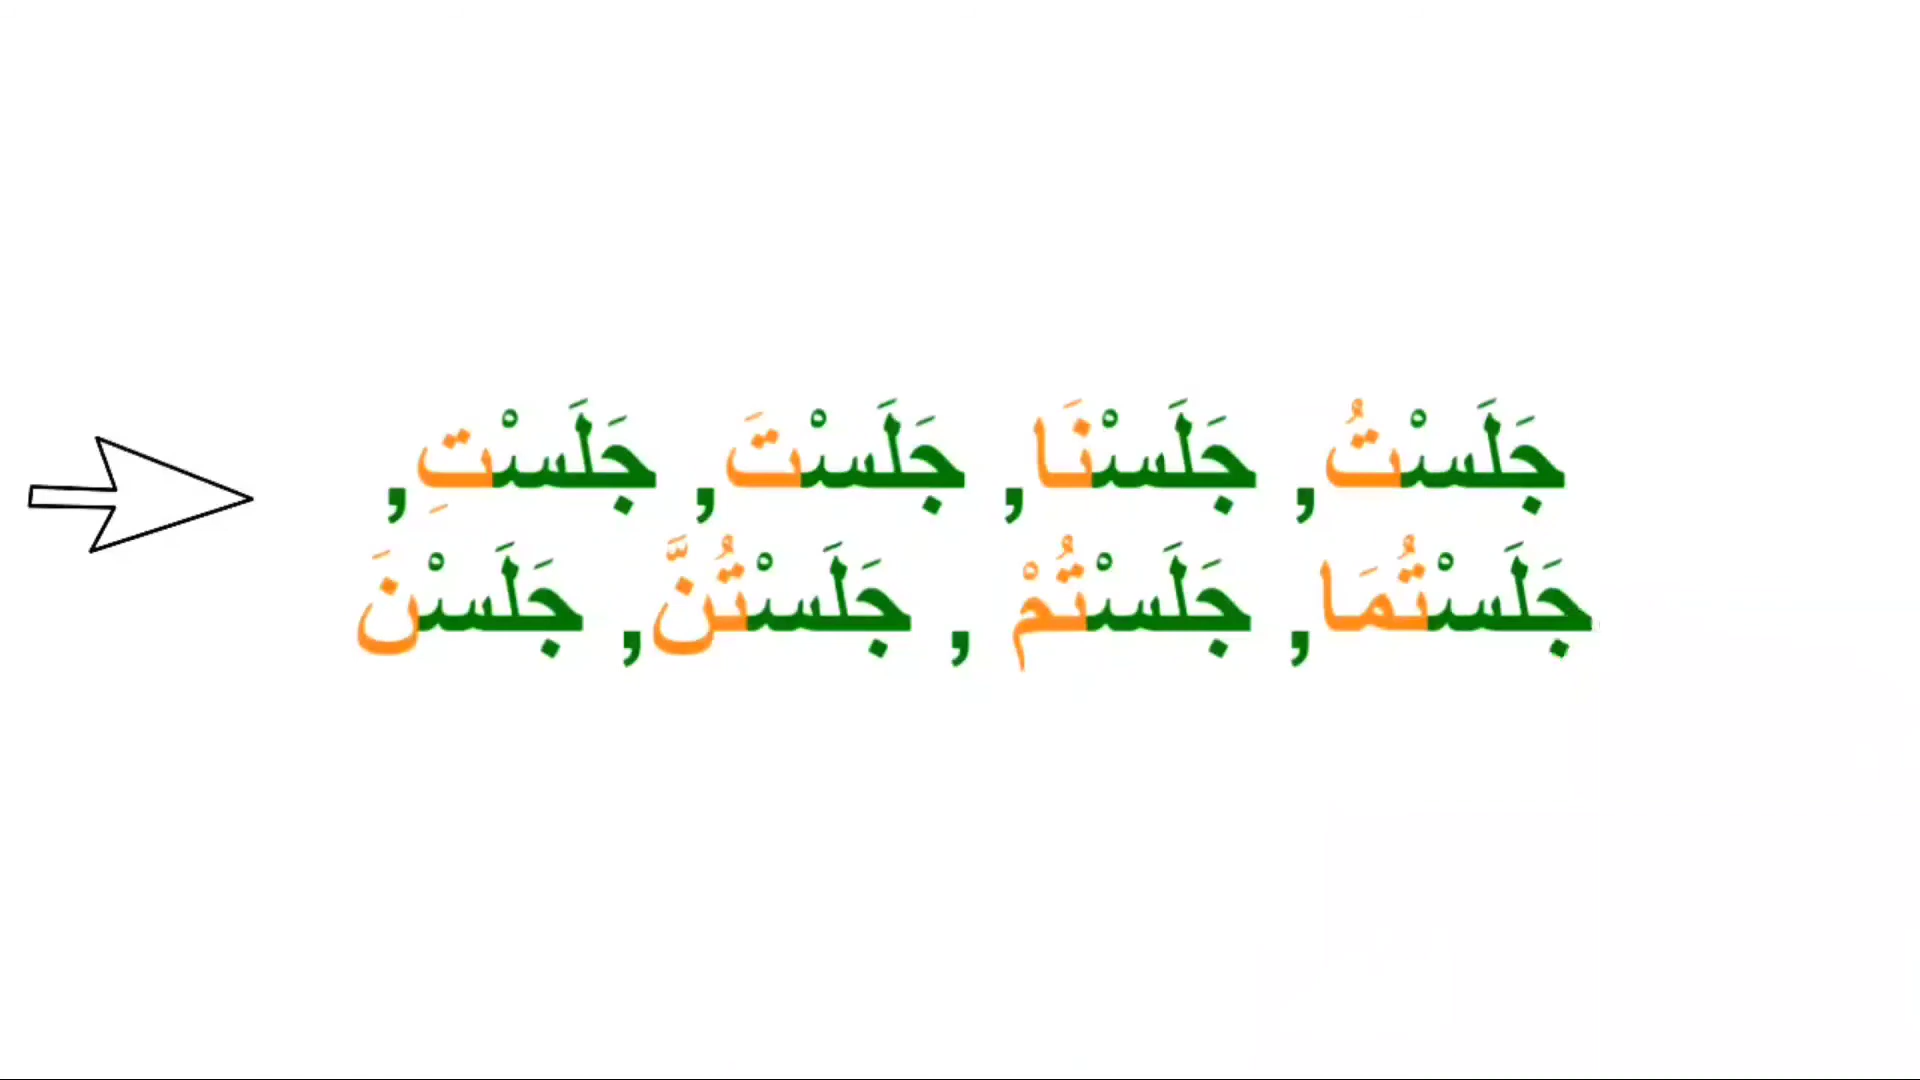 جَلَسْتُ, جَلَسْنَا, جَلَسْتَ, جَلَسْتِ,
جَلَسْتُمَا, جَلَسْتُمْ , جَلَسْتُنَّ, جَلَسْنَ